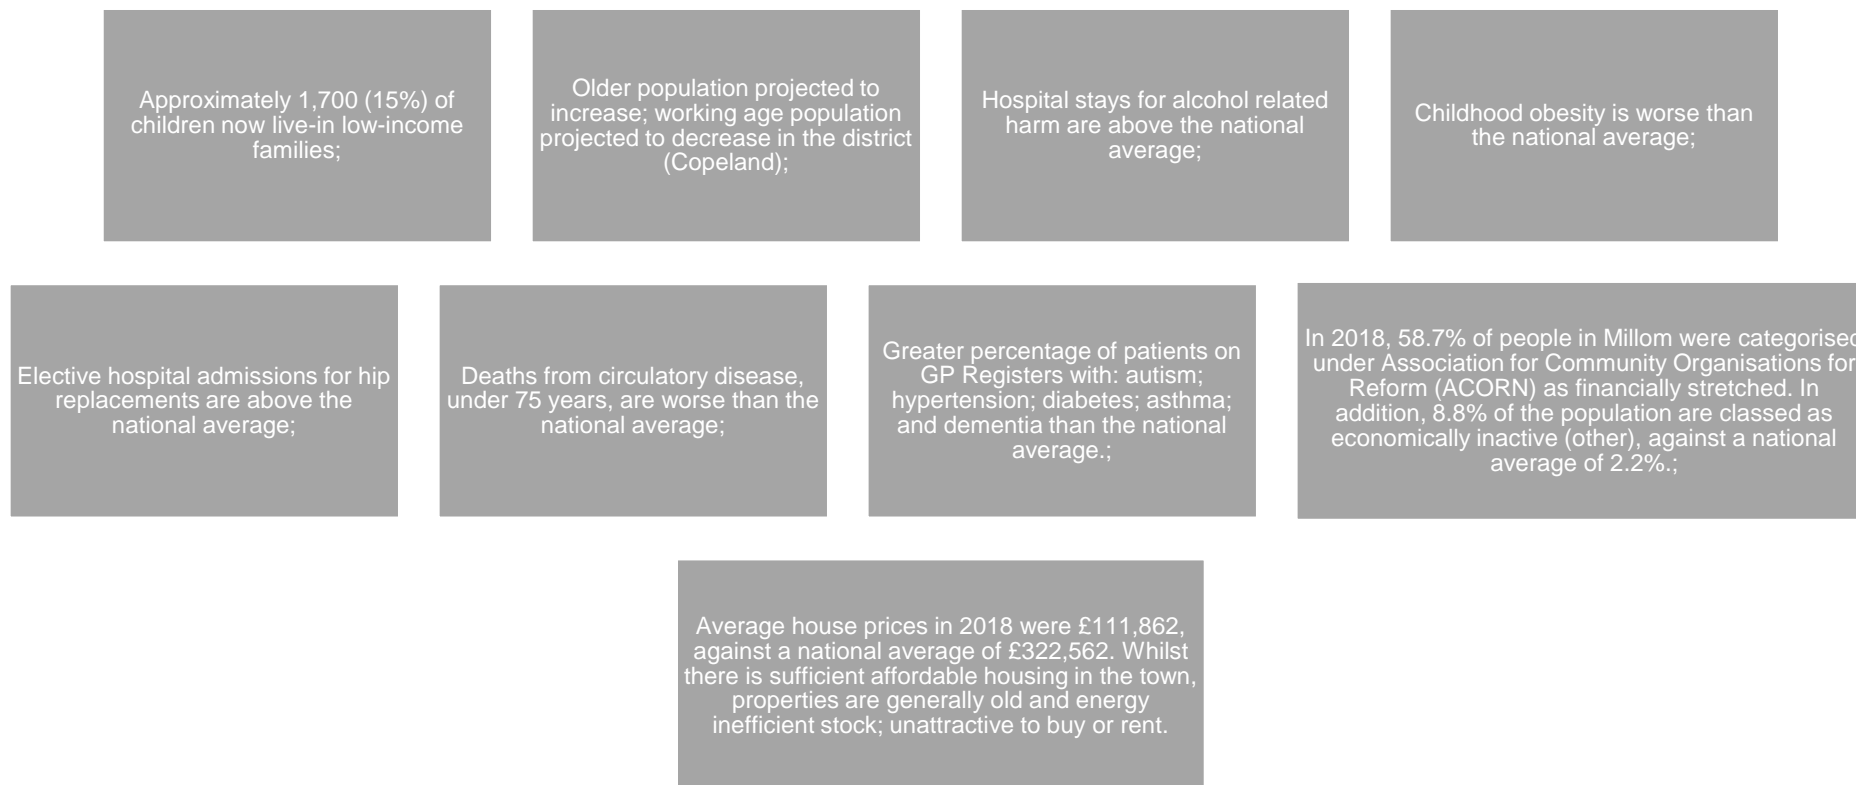 Approximately 1,700 (15%) of
children now live-in low-income
families;
Older population projected to
increase; working age population
projected to decrease in the district
(Copeland);
Hospital stays for alcohol related
harm are above the national
average;
Childhood obesity is worse than
the national average;
Elective hospital admissions for hip
replacements are above the
national average;
Deaths from circulatory disease,
under 75 years, are worse than the
national average;
Greater percentage of patients on
GP Registers with: autism;
hypertension; diabetes; asthma;
and dementia than the national
average.;
In 2018, 58.7% of people in Millom were categorised
under Association for Community Organisations for
Reform (ACORN) as financially stretched. In
addition, 8.8% of the population are classed as
economically inactive (other), against a national
average of 2.2%.;
Average house prices in 2018 were £111,862,
against a national average of £322,562. Whilst
there is sufficient affordable housing in the town,
properties are generally old and energy
inefficient stock; unattractive to buy or rent.